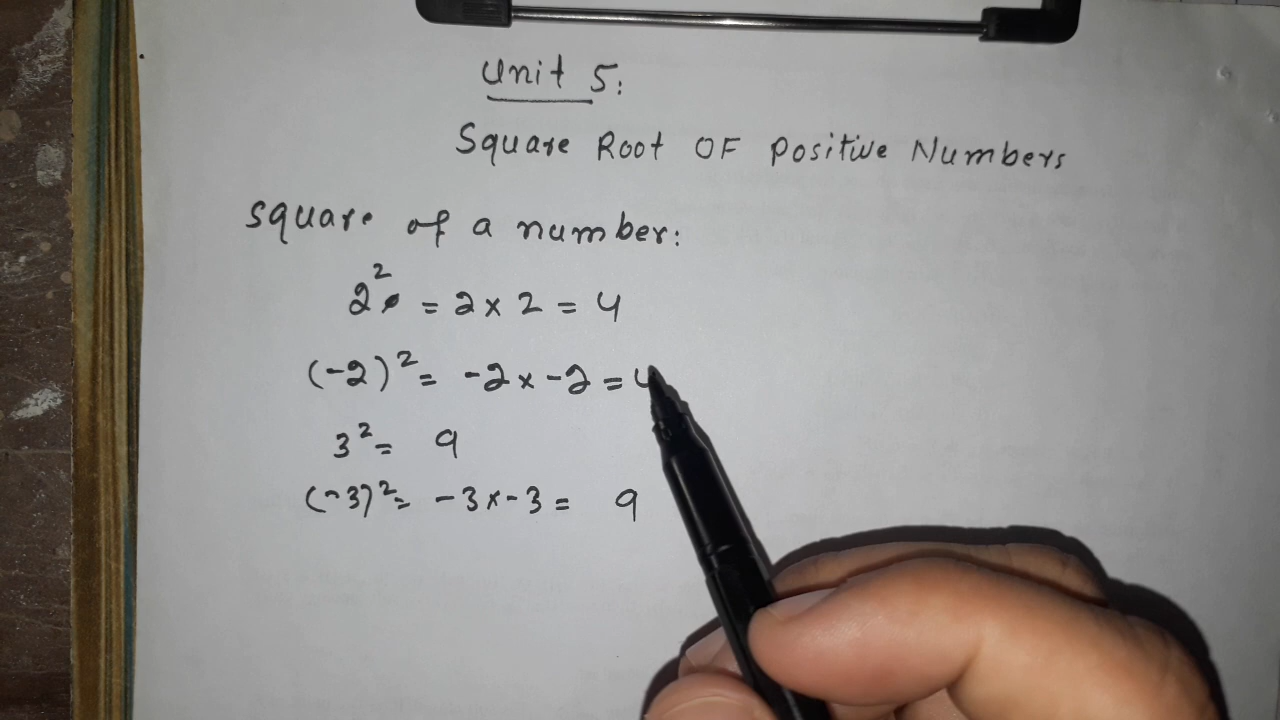 Unit 5:
Square Root OF Positive Numbers
square of a number:
2² = 2 x 2 = 4
(-2)² = -2 x -2 = 4
3² = 9
(-3)² = -3 x -3 = 9